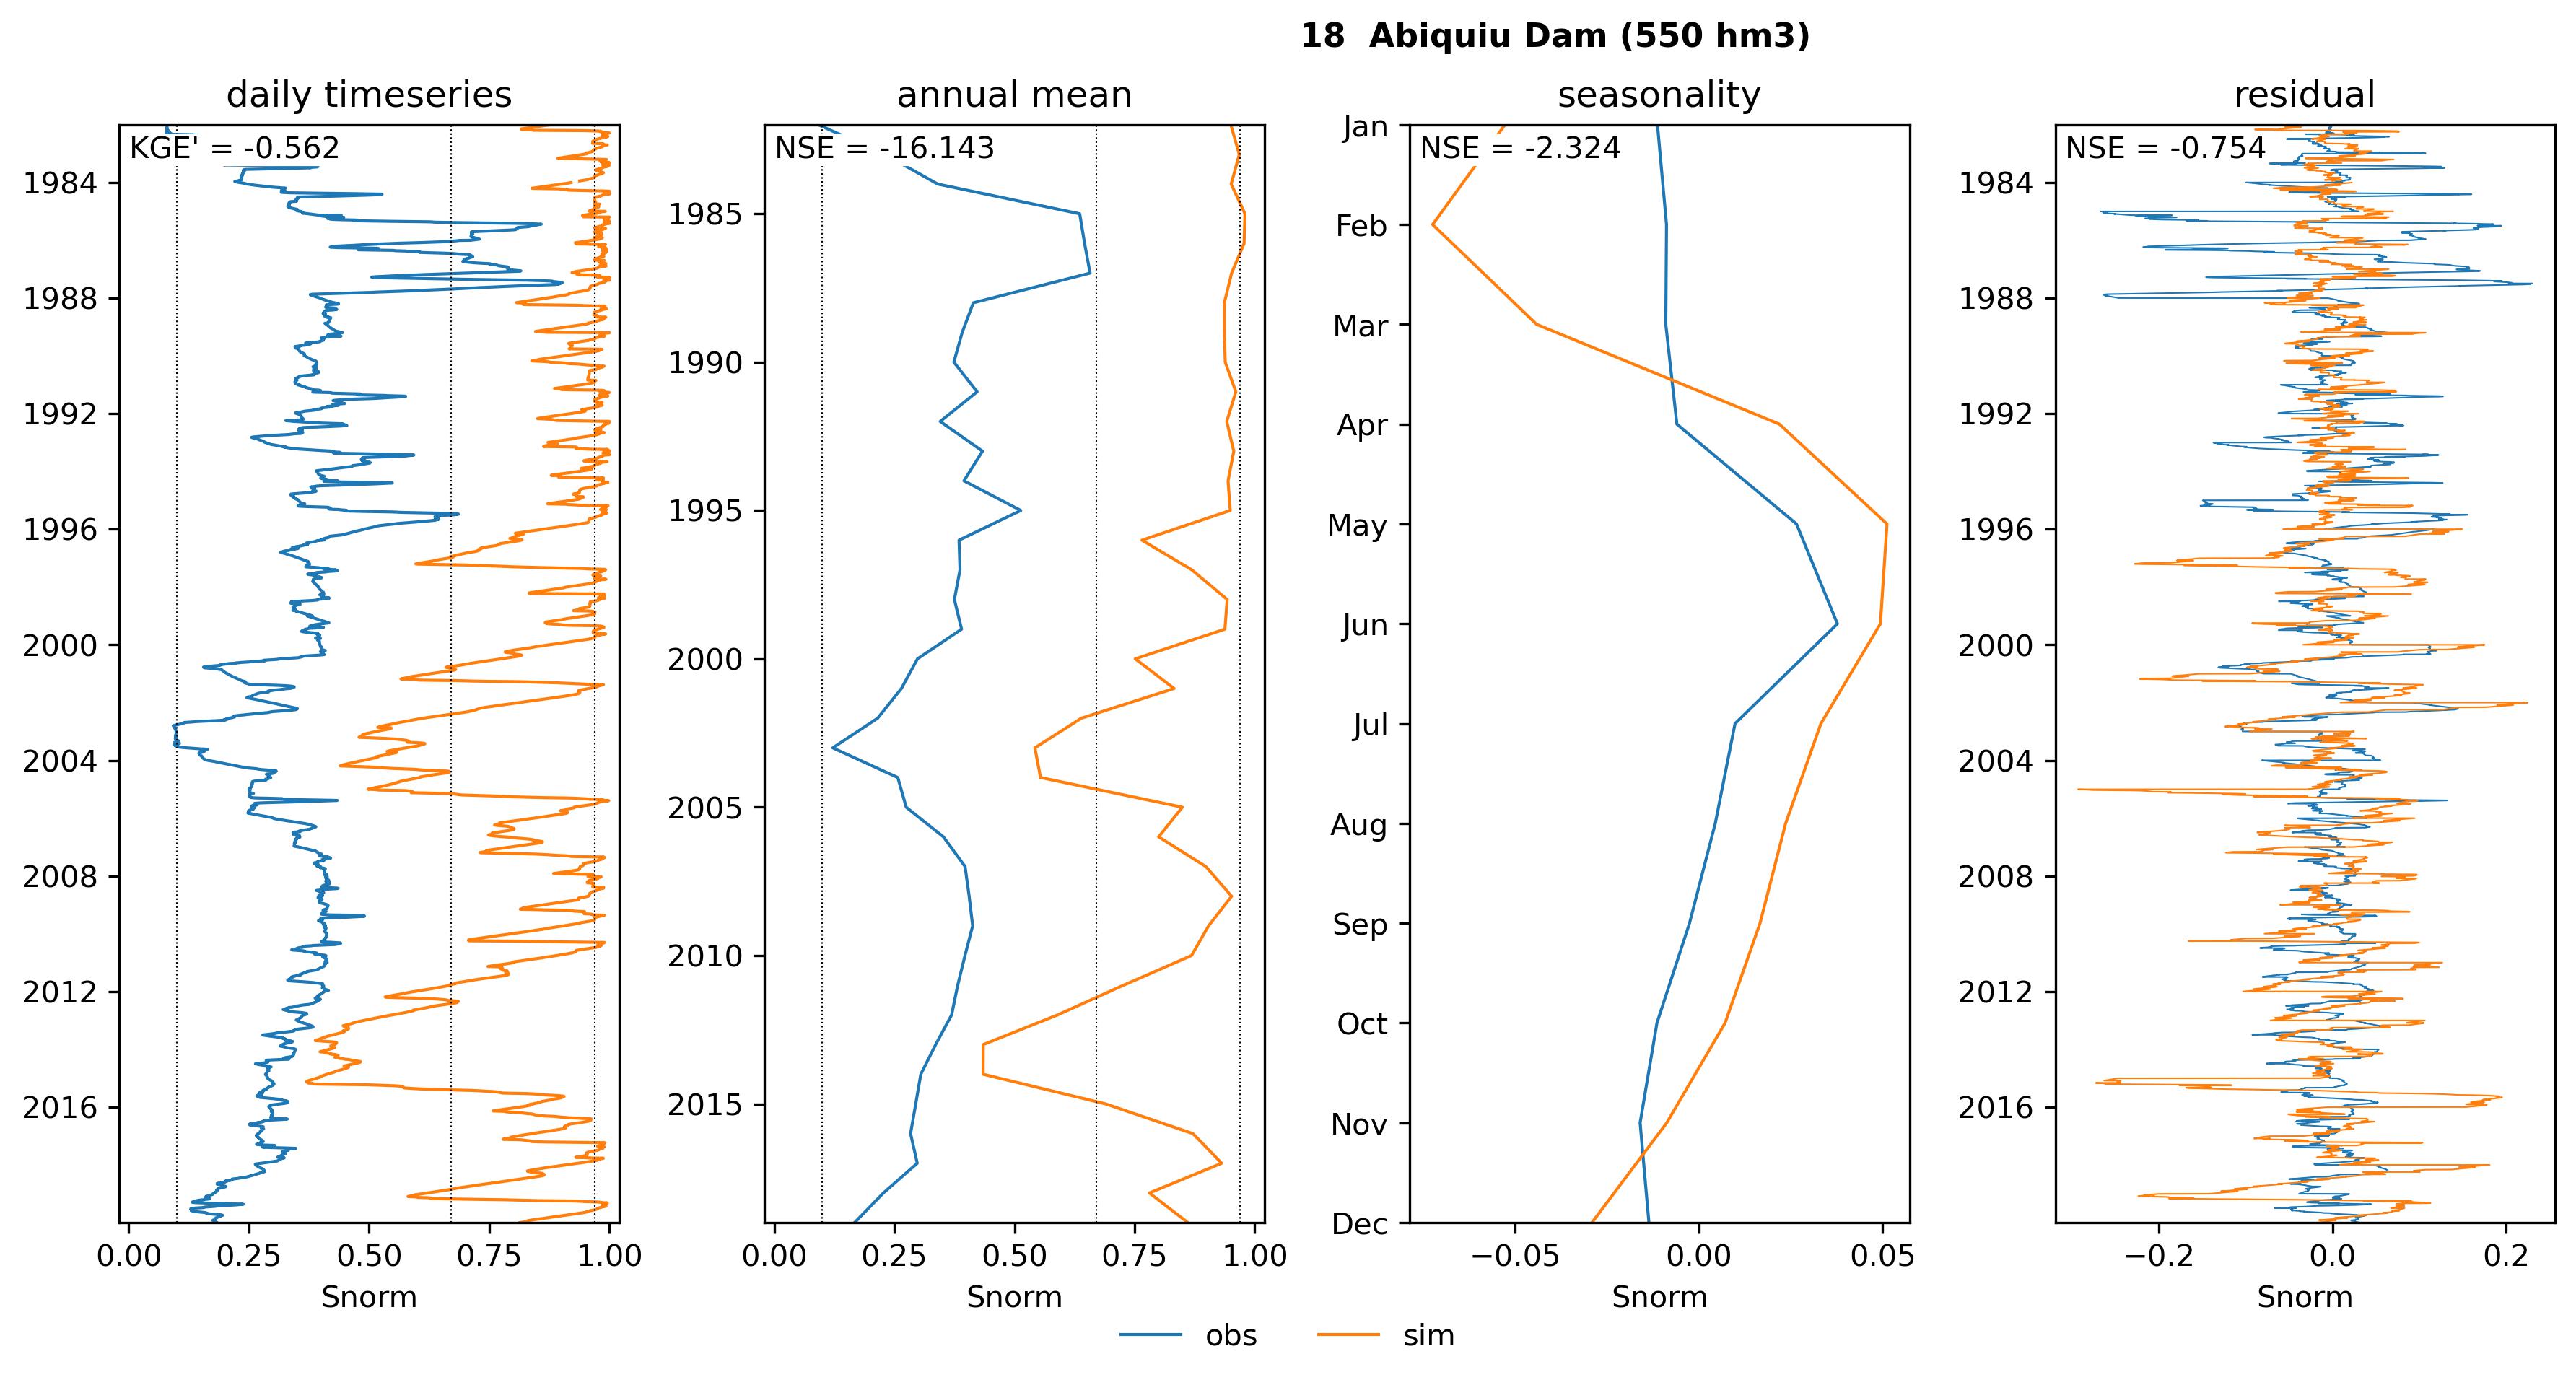 18  Abiquiu Dam (550 hm3)
daily timeseries
KGE' = -0.562
1984
1988
1992
1996
2000
2004
2008
2012
2016
0.00 0.25 0.50 0.75 1.00
Snorm
annual mean
NSE = -16.143
1985
1990
1995
2000
2005
2010
2015
0.00 0.25 0.50 0.75 1.00
Snorm
seasonality
NSE = -2.324
Jan
Feb
Mar
Apr
May
Jun
Jul
Aug
Sep
Oct
Nov
Dec
−0.05 0.00 0.05
Snorm
residual
NSE = -0.754
1984
1988
1992
1996
2000
2004
2008
2012
2016
−0.2 0.0 0.2
Snorm
obs sim